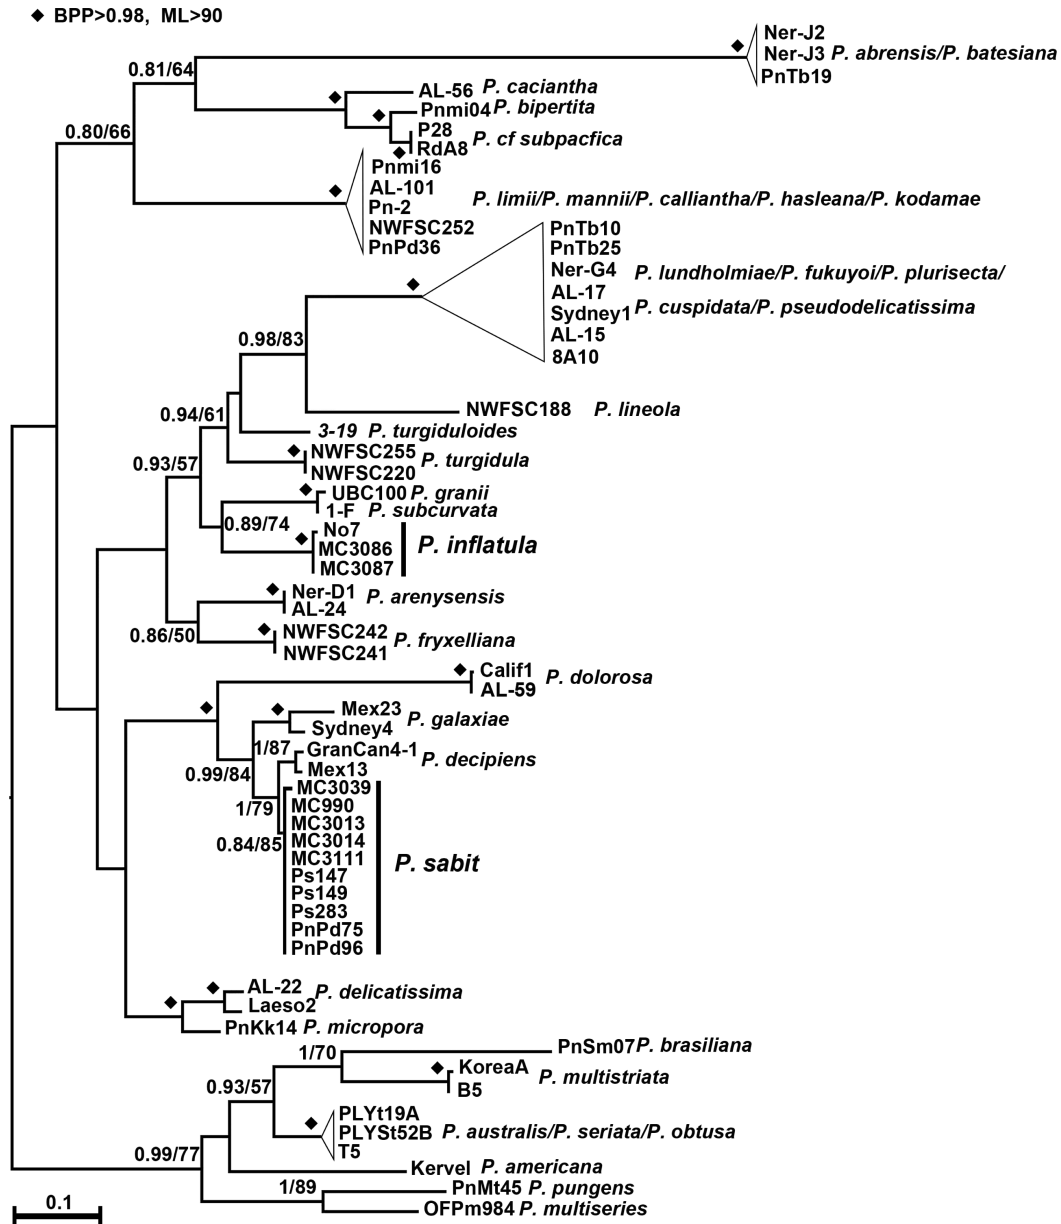 ◆ BPP>0.98, ML>90
Ner-J2
Ner-J3 P. abrensis/P. batesiana
PnTb19
0.81/64
AL-56 P. caciantha
Pnmi04 P. bipertita
0.80/66
P28
RdA8 P. cf subpacfica
Pnmi16
AL-101
Pn-2 P. limii/P. mannii/P. calliantha/P. hasleana/P. kodamae
NWFSC252
PnPd36
PnTb10
PnTb25
Ner-G4 P. lundholmiae/P. fukuyoi/P. plurisecta/
AL-17
Sydney1 P. cuspidata/P. pseudodelicatissima
AL-15
8A10
0.98/83
NWFSC188 P. lineola
0.94/61
3-19 P. turgiduloides
NWFSC255
NWFSC220 P. turgidula
0.93/57
UBC100 P. granii
1-F P. subcurvata
0.89/74
No7
MC3086 P. inflatula
MC3087
Ner-D1
AL-24 P. arenysensis
0.86/50
NWFSC242
NWFSC241 P. fryxelliana
Calif1
AL-59 P. dolorosa
Mex23
Sydney4 P. galaxiae
1/87
GranCan4-1
Mex13 P. decipiens
0.99/84
MC3039
1/79
MC990
MC3013
MC3014
0.84/85
MC3111
P. sabit
Ps147
Ps149
Ps283
PnPd75
PnPd96
AL-22
Laeso2 P. delicatissima
PnKk14 P. micropora
1/70
PnSm07 P. brasiliana
KoreaA
B5 P. multistriata
0.93/57
PLYt19A
PLYSt52B P. australis/P. seriata/P. obtusa
T5
0.99/77
Kervel P. americana
1/89
PnMt45 P. pungens
OFPm984 P. multiseries
0.1